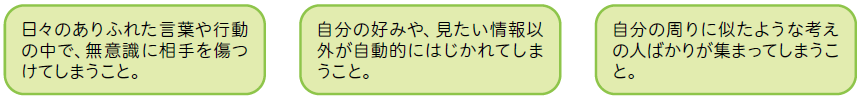 日々のありふれた言葉や行動
の中で、無意識に相手を傷つ
けてしまうこと。
自分の好みや、見たい情報以
外が自動的にはじかれてしま
うこと。
自分の周りに似たような考え
の人ばかりが集まってしまうこ
と。